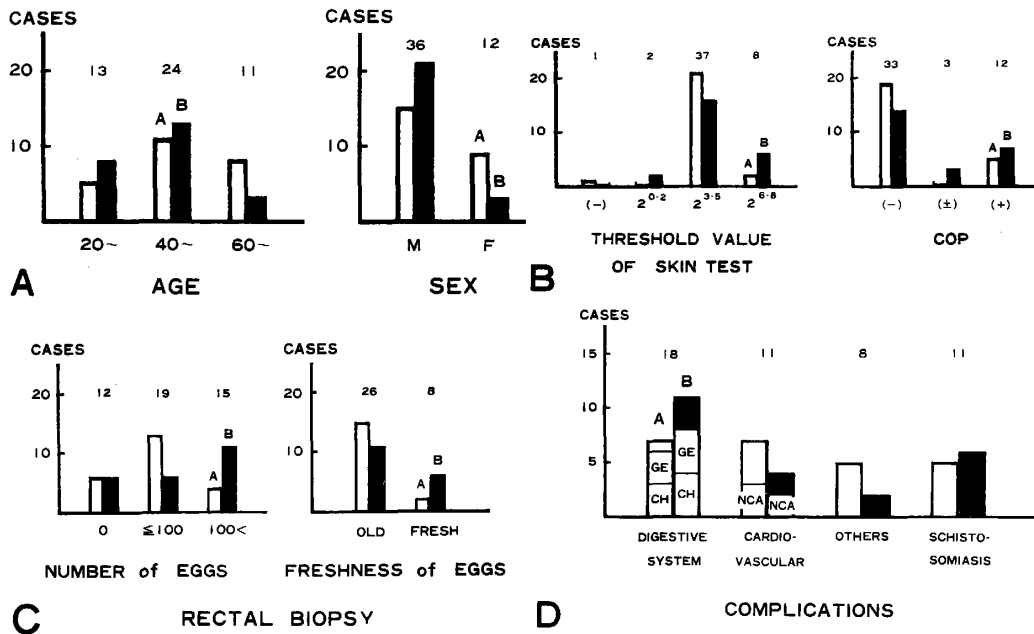 CASES
13 24 11
20
10
A B
20~ 40~ 60~
AGE
A
CASES
36 12
20
10
A
B
M F
SEX
CASES
1 2 37 8
20
10
A B
(-) 2^0-2 2^3-5 2^6-8
THRESHOLD VALUE
OF SKIN TEST
B
CASES
33 3 12
20
10
A B
(-) (±) (+)
COP
CASES
12 19 15
20
10
B
A
0 ≦100 100<
NUMBER of EGGS
CASES
26 8
20
10
B
A
OLD FRESH
FRESHNESS of EGGS
C
RECTAL BIOPSY
CASES
15
18 11 8 11
10
5
B
A
GE GE
CH CH
NCA NCA
DIGESTIVE
SYSTEM
CARDIO-
VASCULAR
OTHERS
SCHISTO-
SOMIASIS
D
COMPLICATIONS